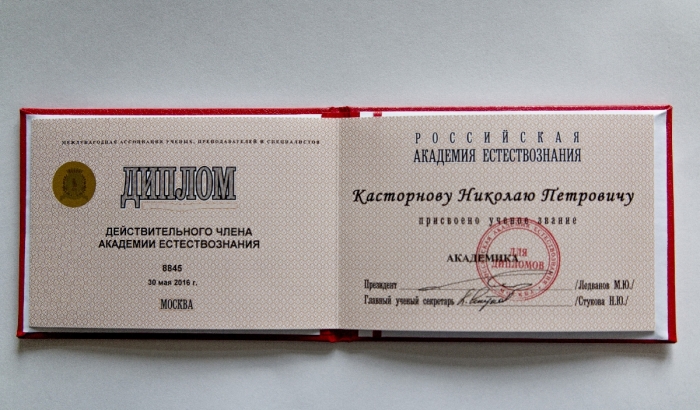 МЕЖДУНАРОДНАЯ АССОЦИАЦИЯ УЧЕНЫХ, ПРЕПОДАВАТЕЛЕЙ И СПЕЦИАЛИСТОВ
ДИПЛОМ
ДЕЙСТВИТЕЛЬНОГО ЧЛЕНА
АКАДЕМИИ ЕСТЕСТВОЗНАНИЯ
8845
30 мая 2016 г.
МОСКВА
РОССИЙСКАЯ
АКАДЕМИЯ ЕСТЕСТВОЗНАНИЯ
Касторнову Николаю Петровичу
присвоено ученое звание
АКАДЕМИКА
ДЛЯ
ДИПЛОМОВ
Президент /Ледванов М.Ю./
Главный ученый секретарь /Стукова Н.Ю./